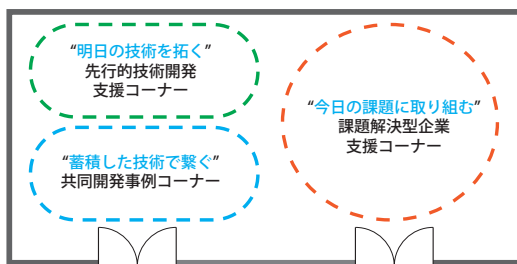 “明日の技術を拓く”
先行的技術開発
支援コーナー
“蓄積した技術で繋ぐ”
共同開発事例コーナー
“今日の課題に取り組む”
課題解決型企業
支援コーナー